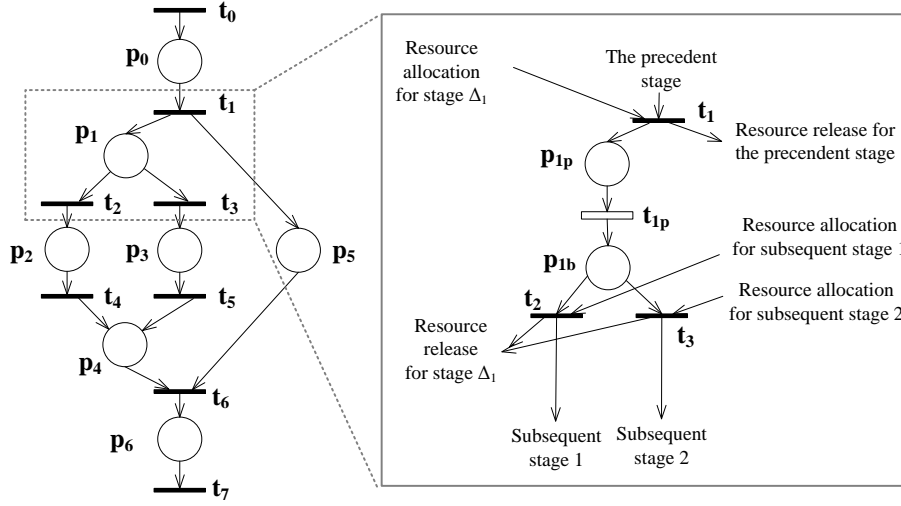 t0
p0
t1
p1
t2
t3
p2
p3
p5
t4
t5
p4
t6
p6
t7
Resource
allocation
for stage Δ1
The precedent
stage
t1
Resource release for
the precendent stage
p1p
t1p
Resource allocation
for subsequent stage 1
p1b
t2
Resource allocation
for subsequent stage 2
t3
Resource
release
for stage Δ1
Subsequent
stage 1
Subsequent
stage 2